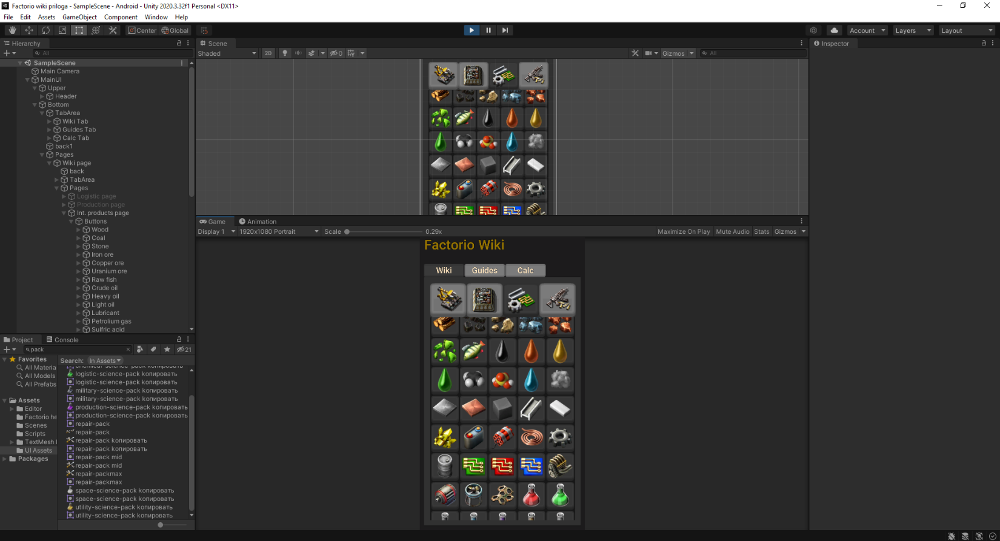 Factorio wiki priloga - SampleScene - Android - Unity 2020.3.32f1 Personal <DX11>
File Edit Assets GameObject Component Window Help
Center Global Account Layers Layout
Hierarchy
All
SampleScene
Main Camera
MainUI
Upper
Header
Bottom
TabArea
Wiki Tab
Guides Tab
Calc Tab
back1
Pages
Wiki page
back
TabArea
Pages
Logistic page
Production page
Int. products page
Buttons
Wood
Coal
Stone
Iron ore
Copper ore
Uranium ore
Raw fish
Crude oil
Heavy oil
Light oil
Lubricant
Petrolium gas
Sulfric acid
Scene
Shaded 2D 0 Gizmos All
Inspector
Game Animation
Display 1 1920x1080 Portrait Scale 0.29x Maximize On Play Mute Audio Stats Gizmos
Factorio Wiki
Wiki Guides Calc
Project Console
pack 21
Favorites
All Materia
All Models
All Prefabs
Assets
Editor
Factorio he
Scenes
Scripts
TextMesh
UI Assets
Packages
Search: In Assets
chemical-science-pack копировать
logistic-science-pack копировать
logistic-science-pack копировать
military-science-pack копировать
military-science-pack копировать
production-science-pack копировать
production-science-pack копировать
repair-pack
repair-pack
repair-pack копировать
repair-pack копировать
repair-pack mid
repair-pack mid
repair-packmax
repair-packmax
space-science-pack копировать
space-science-pack копировать
utility-science-pack копировать
utility-science-pack копировать